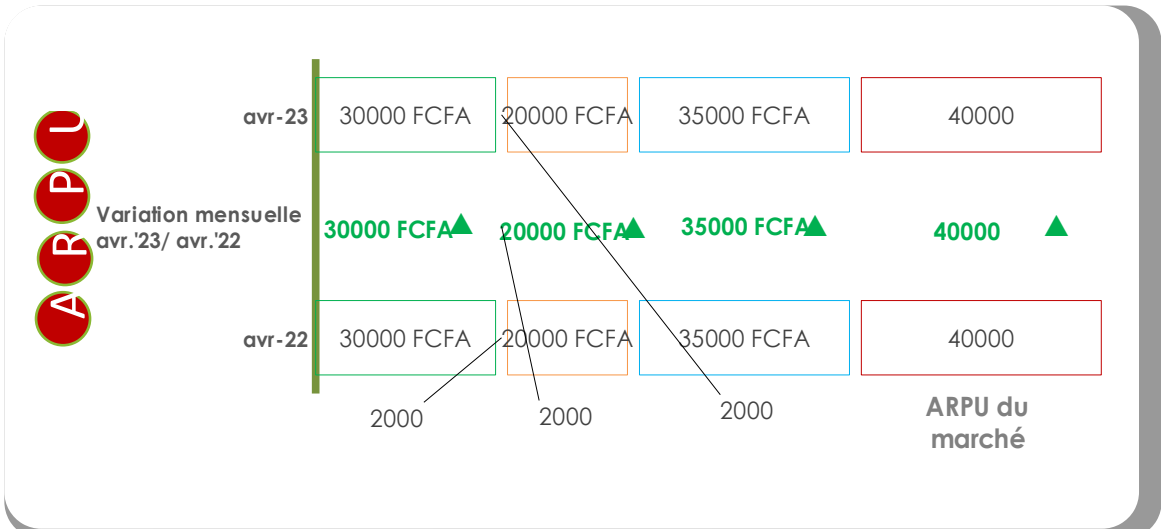 A R P U
avr-23
30000 FCFA
20000 FCFA
35000 FCFA
40000
Variation mensuelle
avr.'23/ avr.'22
30000 FCFA
20000 FCFA
35000 FCFA
40000
avr-22
30000 FCFA
20000 FCFA
35000 FCFA
40000
2000
2000
2000
ARPU du
marché